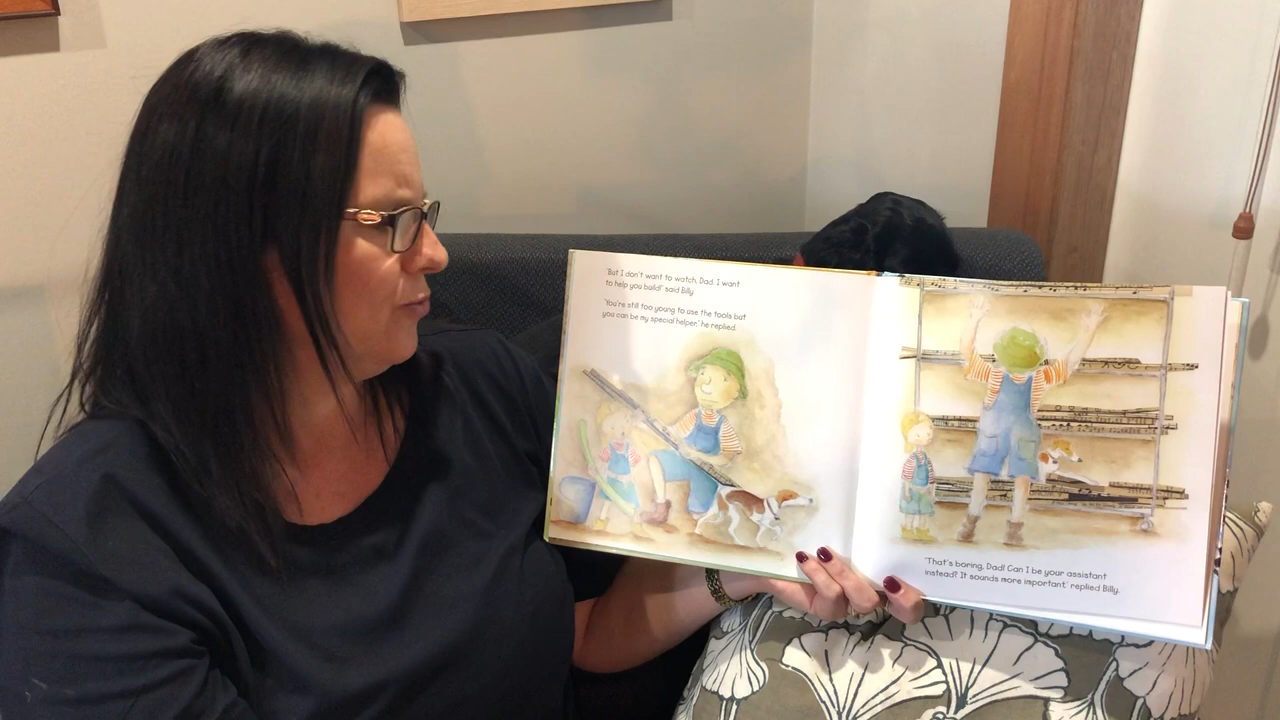 'But I don't want to watch, Dad. I want
to help you build!' said Billy.
'You're still too young to use the tools but
you can be my special helper,' he replied.
'That's boring, Dad! Can I be your assistant
instead? It sounds more important,' replied Billy.